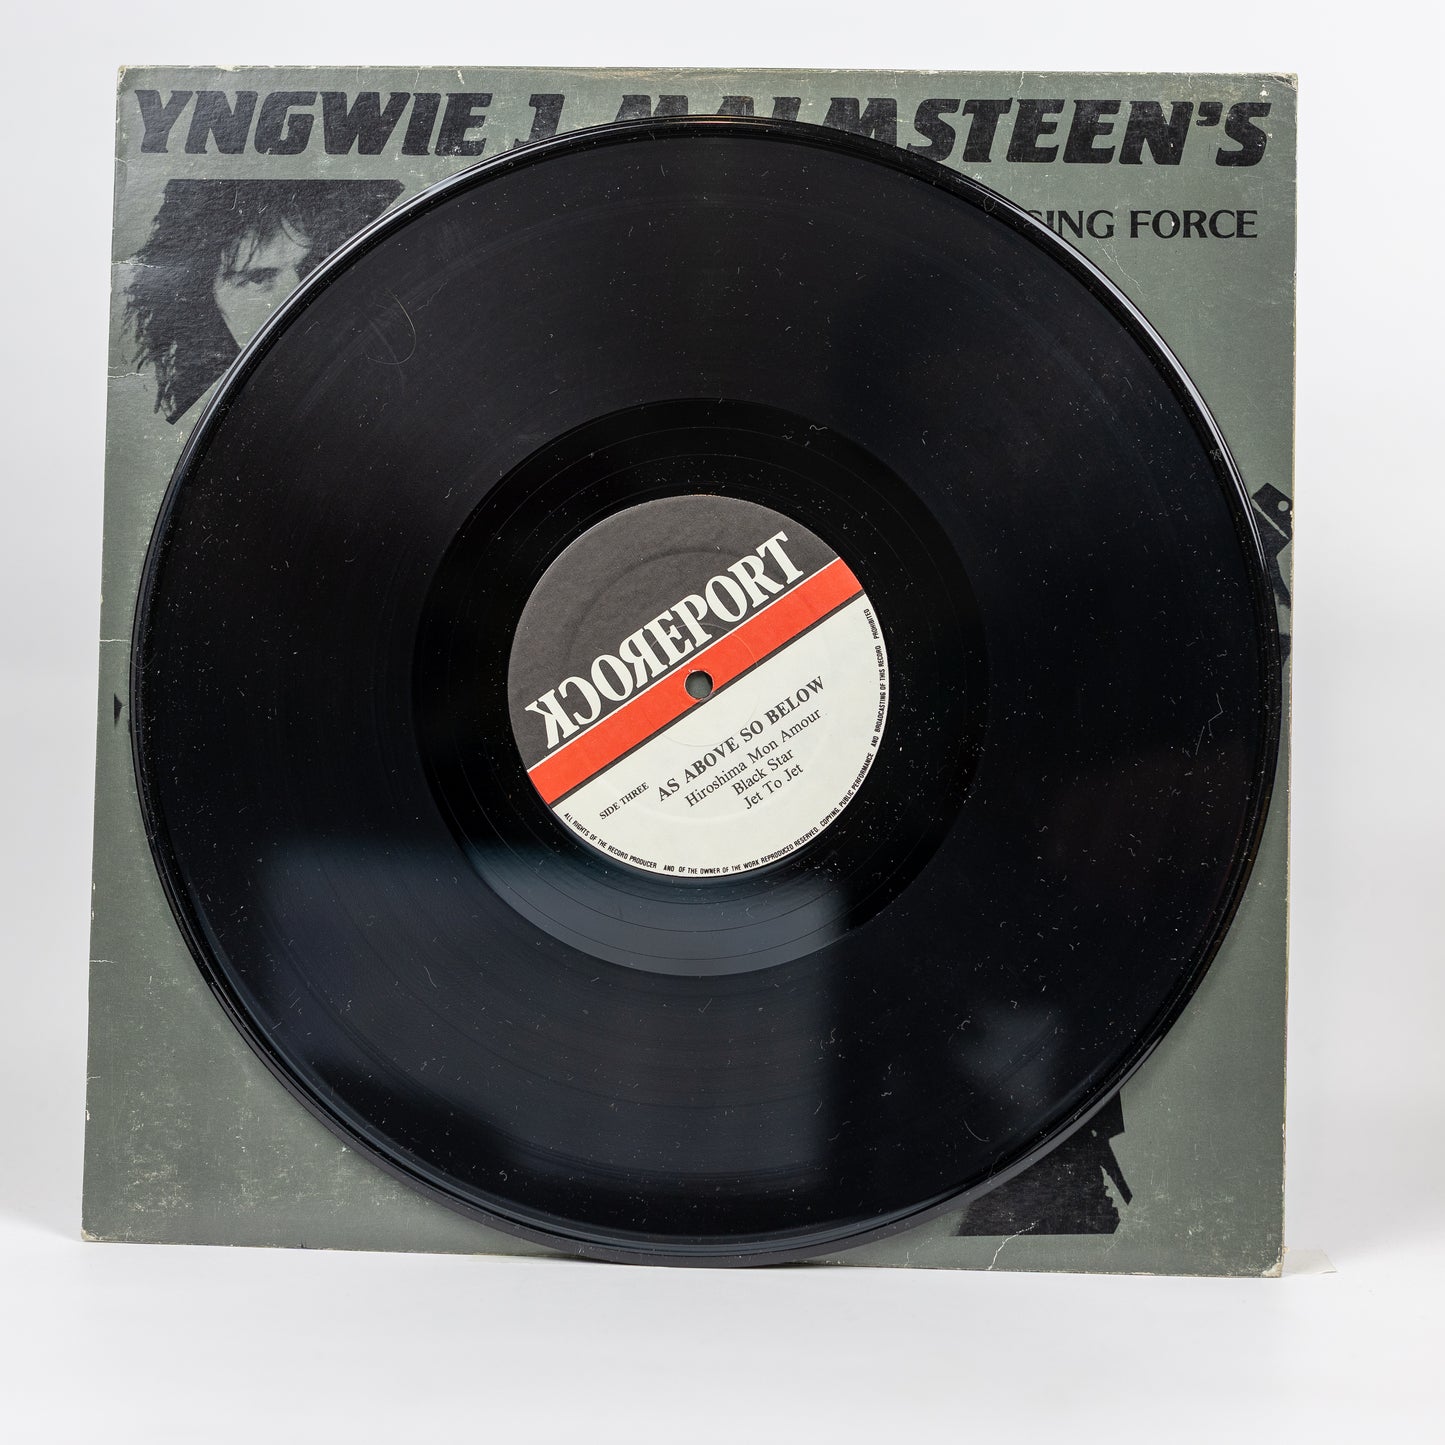 YNGWIE J. MALMSTEEN'S
SING FORCE
ROCKREPORT
SIDE THREE
AS ABOVE SO BELOW
Hiroshima Mon Amour
Black Star
Jet To Jet
ALL RIGHTS OF THE RECORD PRODUCER AND OF THE OWNER OF THE WORK REPRODUCED RESERVED. COPYING, PUBLIC PERFORMANCE AND BROADCASTING OF THIS RECORD PROHIBITED